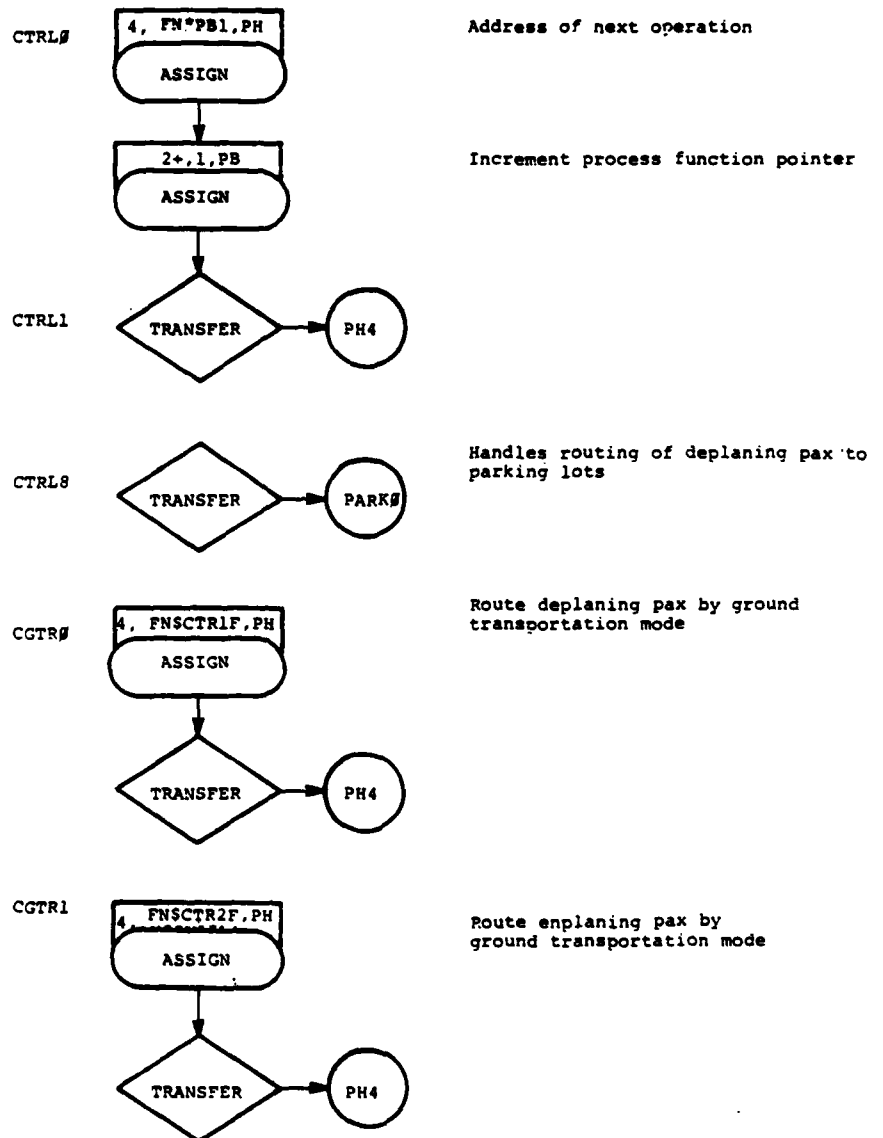 CTRLØ
4, FN*PB1,PH
ASSIGN
Address of next operation
2+,1,PB
ASSIGN
Increment process function pointer
CTRL1
TRANSFER
PH4
CTRL8
TRANSFER
PARKØ
Handles routing of deplaning pax to
parking lots
CGTRØ
4, FN$CTR1F,PH
ASSIGN
Route deplaning pax by ground
transportation mode
TRANSFER
PH4
CGTR1
4, FN$CTR2F,PH
ASSIGN
Route enplaning pax by
ground transportation mode
TRANSFER
PH4